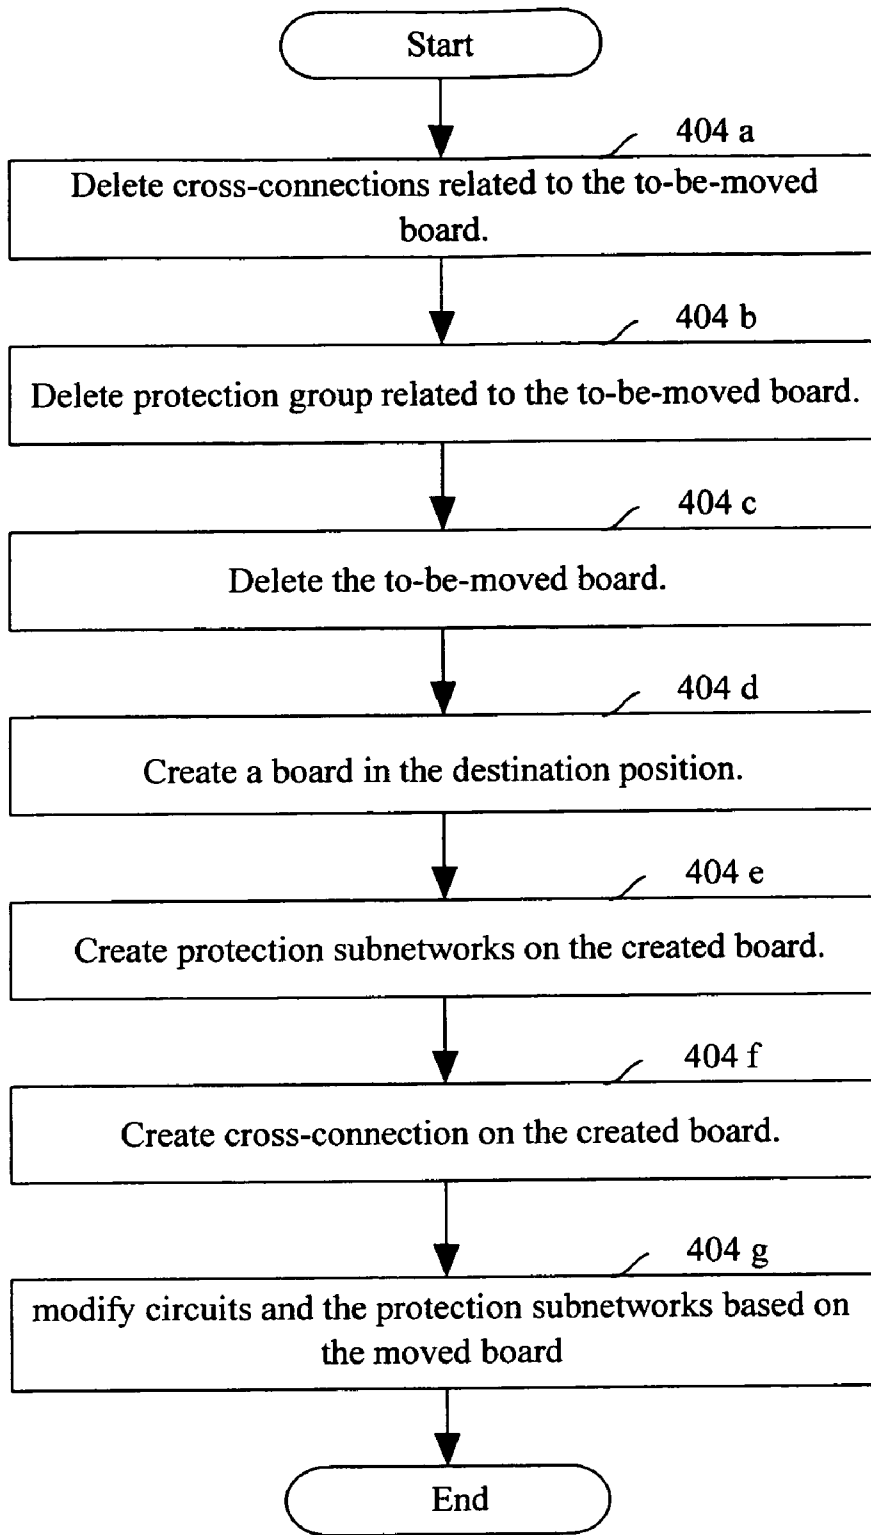 Start
404 a
Delete cross-connections related to the to-be-moved
board.
404 b
Delete protection group related to the to-be-moved board.
404 c
Delete the to-be-moved board.
404 d
Create a board in the destination position.
404 e
Create protection subnetworks on the created board.
404 f
Create cross-connection on the created board.
404 g
modify circuits and the protection subnetworks based on
the moved board
End